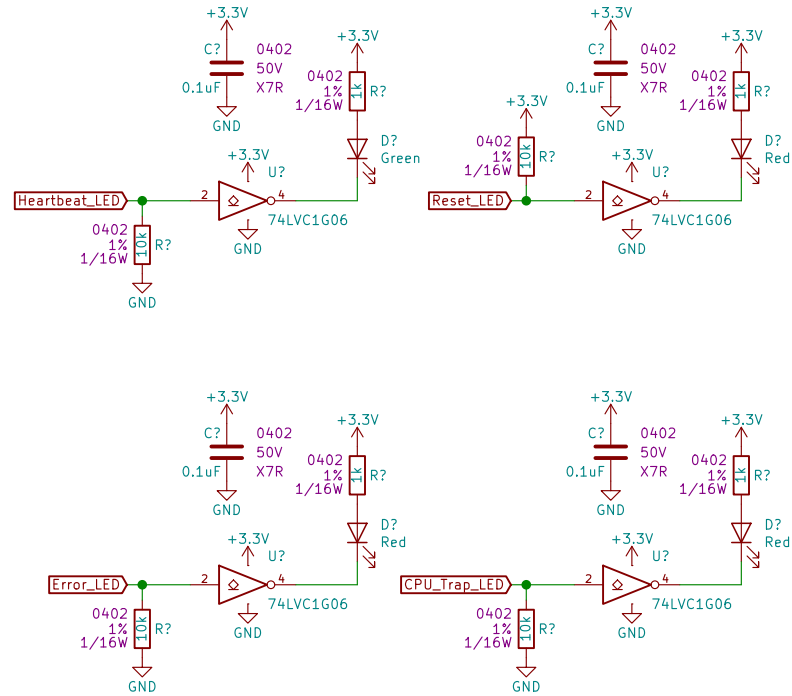 +3.3V
C?
0.1uF
0402
50V
X7R
GND
+3.3V
0402
1%
1/16W
1k
R?
D?
Green
+3.3V
U?
Heartbeat_LED
2
4
74LVC1G06
GND
0402
1%
1/16W
10k
R?
GND
+3.3V
C?
0.1uF
0402
50V
X7R
GND
+3.3V
0402
1%
1/16W
1k
R?
D?
Red
+3.3V
0402
1%
1/16W
10k
R?
+3.3V
U?
Reset_LED
2
4
74LVC1G06
GND
+3.3V
C?
0.1uF
0402
50V
X7R
GND
+3.3V
0402
1%
1/16W
1k
R?
D?
Red
+3.3V
U?
Error_LED
2
4
74LVC1G06
GND
0402
1%
1/16W
10k
R?
GND
+3.3V
C?
0.1uF
0402
50V
X7R
GND
+3.3V
0402
1%
1/16W
1k
R?
D?
Red
+3.3V
U?
CPU_Trap_LED
2
4
74LVC1G06
GND
0402
1%
1/16W
10k
R?
GND